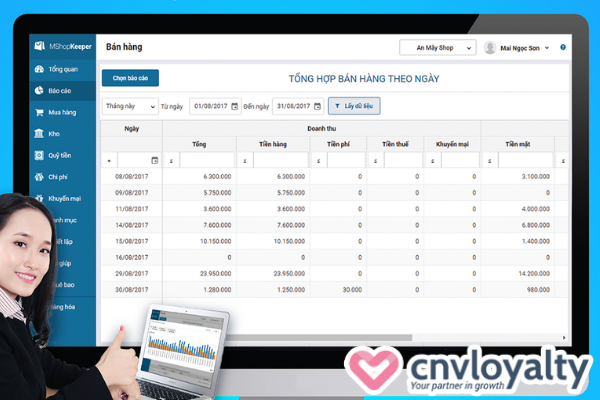 MShopKeeper
Bán hàng
An Mây Shop
Mai Ngọc Sơn
?
Tổng quan
Báo cáo
Mua hàng
Kho
Quỹ tiền
Chi phí
Khuyến mại
anh mục
iết lập
giúp
uê bao
àng hóa
Chọn báo cáo
TỔNG HỢP BÁN HÀNG THEO NGÀY
Tháng này Từ ngày 01/08/2017 Đến ngày 31/08/2017 Lấy dữ liệu
Ngày Doanh thu
Tổng Tiền hàng Tiền phí Tiền thuế Khuyến mại Tiền mặt
= ≤ ≤ ≤ ≤ ≤ ≤ ≤
08/08/2017 6.300.000 6.300.000 0 0 0 3.100.000
09/08/2017 5.750.000 5.750.000 0 0 0 0
11/08/2017 3.600.000 3.600.000 0 0 0 4.000.000
14/08/2017 7.600.000 7.600.000 0 0 0 6.800.000
15/08/2017 10.150.000 10.150.000 0 0 0 1.400.000
16/08/2017 0 0 0 0 0 0
29/08/2017 23.950.000 23.950.000 0 0 0 14.200.000
30/08/2017 1.280.000 1.250.000 30.000 0 0 980.000
cnvloyalty
Your partner in growth